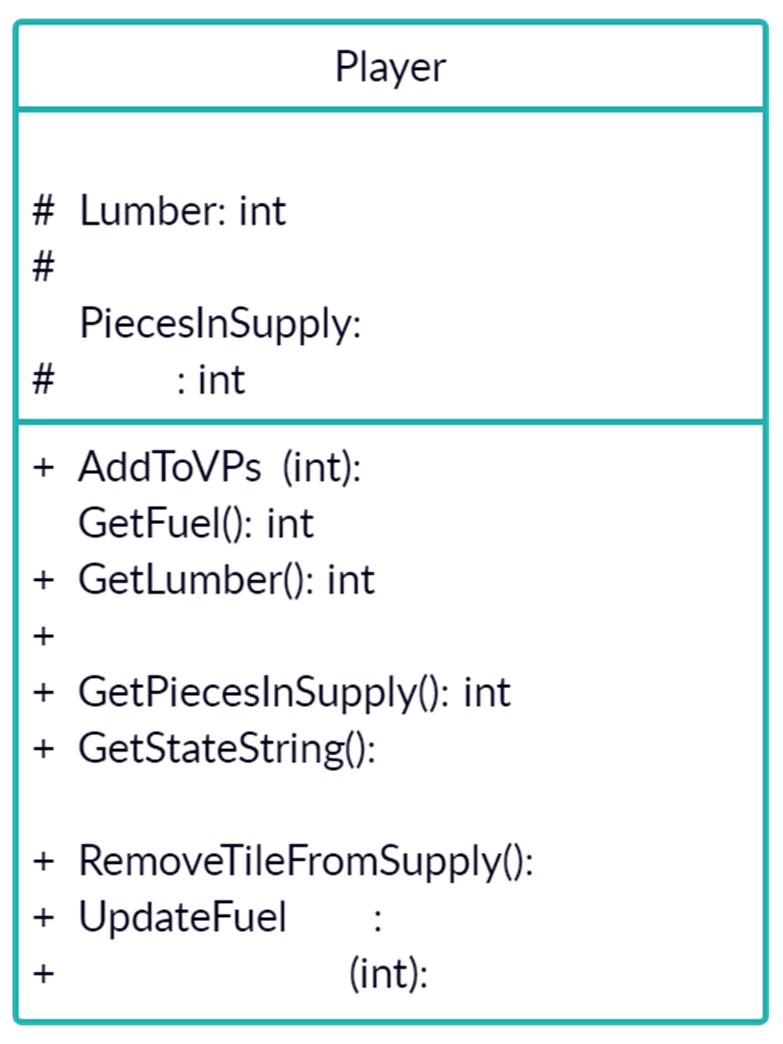 Player
# Lumber: int
#
PiecesInSupply:
# : int
+ AddToVPs (int):
GetFuel(): int
+ GetLumber(): int
+
+ GetPiecesInSupply(): int
+ GetStateString():
+ RemoveTileFromSupply():
+ UpdateFuel :
+ (int):